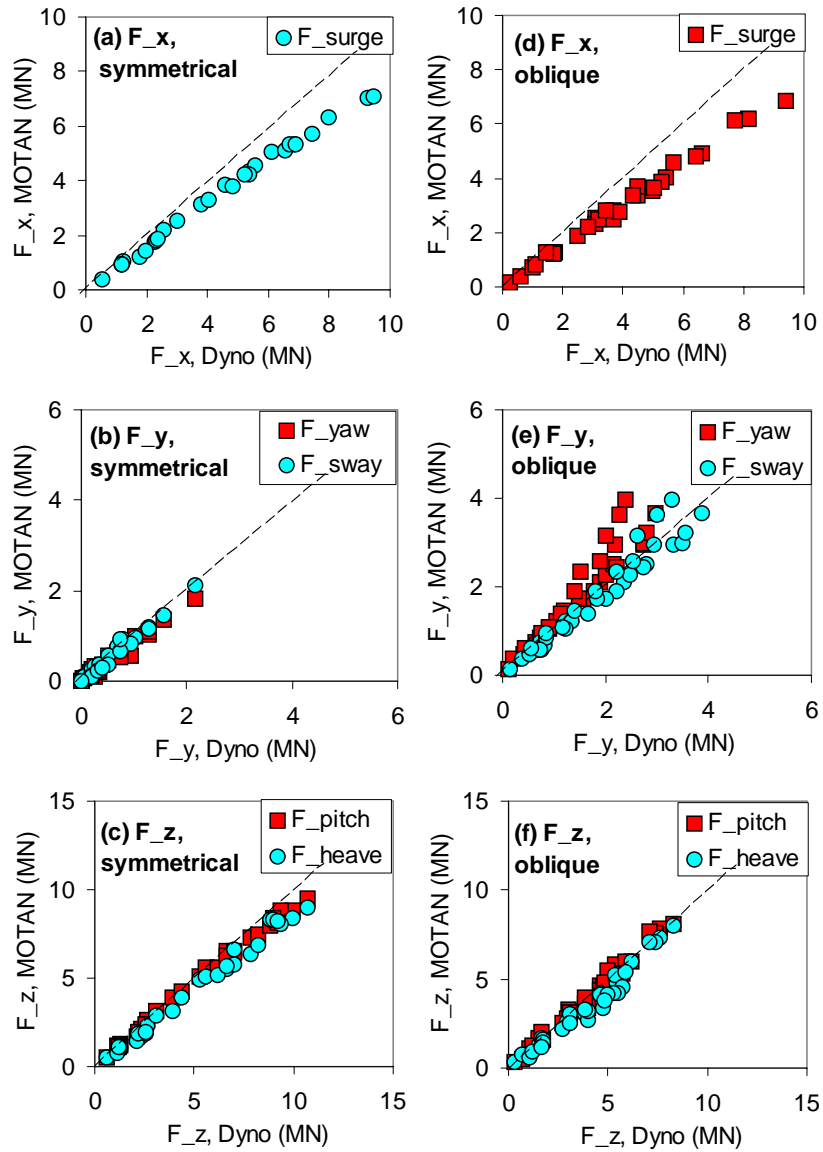 (a) F_x,
symmetrical
F_surge
10
8
6
4
2
0
F_x, MOTAN (MN)
0 2 4 6 8 10
F_x, Dyno (MN)
(d) F_x,
oblique
F_surge
10
8
6
4
2
0
F_x, MOTAN (MN)
0 2 4 6 8 10
F_x, Dyno (MN)
(b) F_y,
symmetrical
F_yaw
F_sway
6
4
2
0
F_y, MOTAN (MN)
0 2 4 6
F_y, Dyno (MN)
(e) F_y,
oblique
F_yaw
F_sway
6
4
2
0
F_y, MOTAN (MN)
0 2 4 6
F_y, Dyno (MN)
(c) F_z,
symmetrical
F_pitch
F_heave
15
10
5
0
F_z, MOTAN (MN)
0 5 10 15
F_z, Dyno (MN)
(f) F_z,
oblique
F_pitch
F_heave
15
10
5
0
F_z, MOTAN (MN)
0 5 10 15
F_z, Dyno (MN)